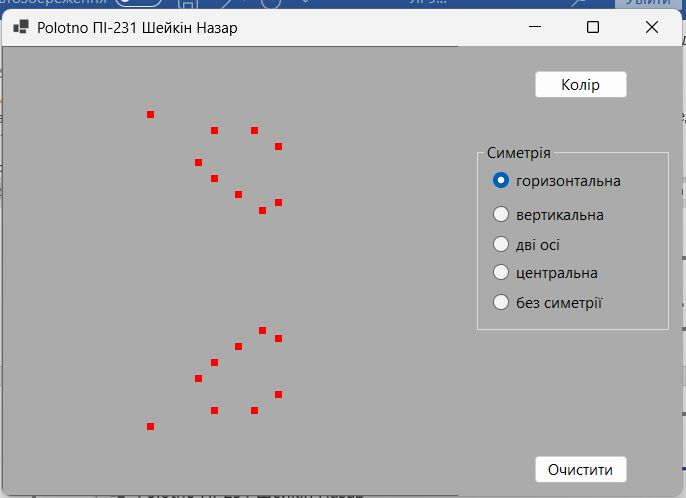 Polotno ПІ-231 Шейкін Назар
Колір
Симетрія
горизонтальна
вертикальна
дві осі
центральна
без симетрії
Очистити